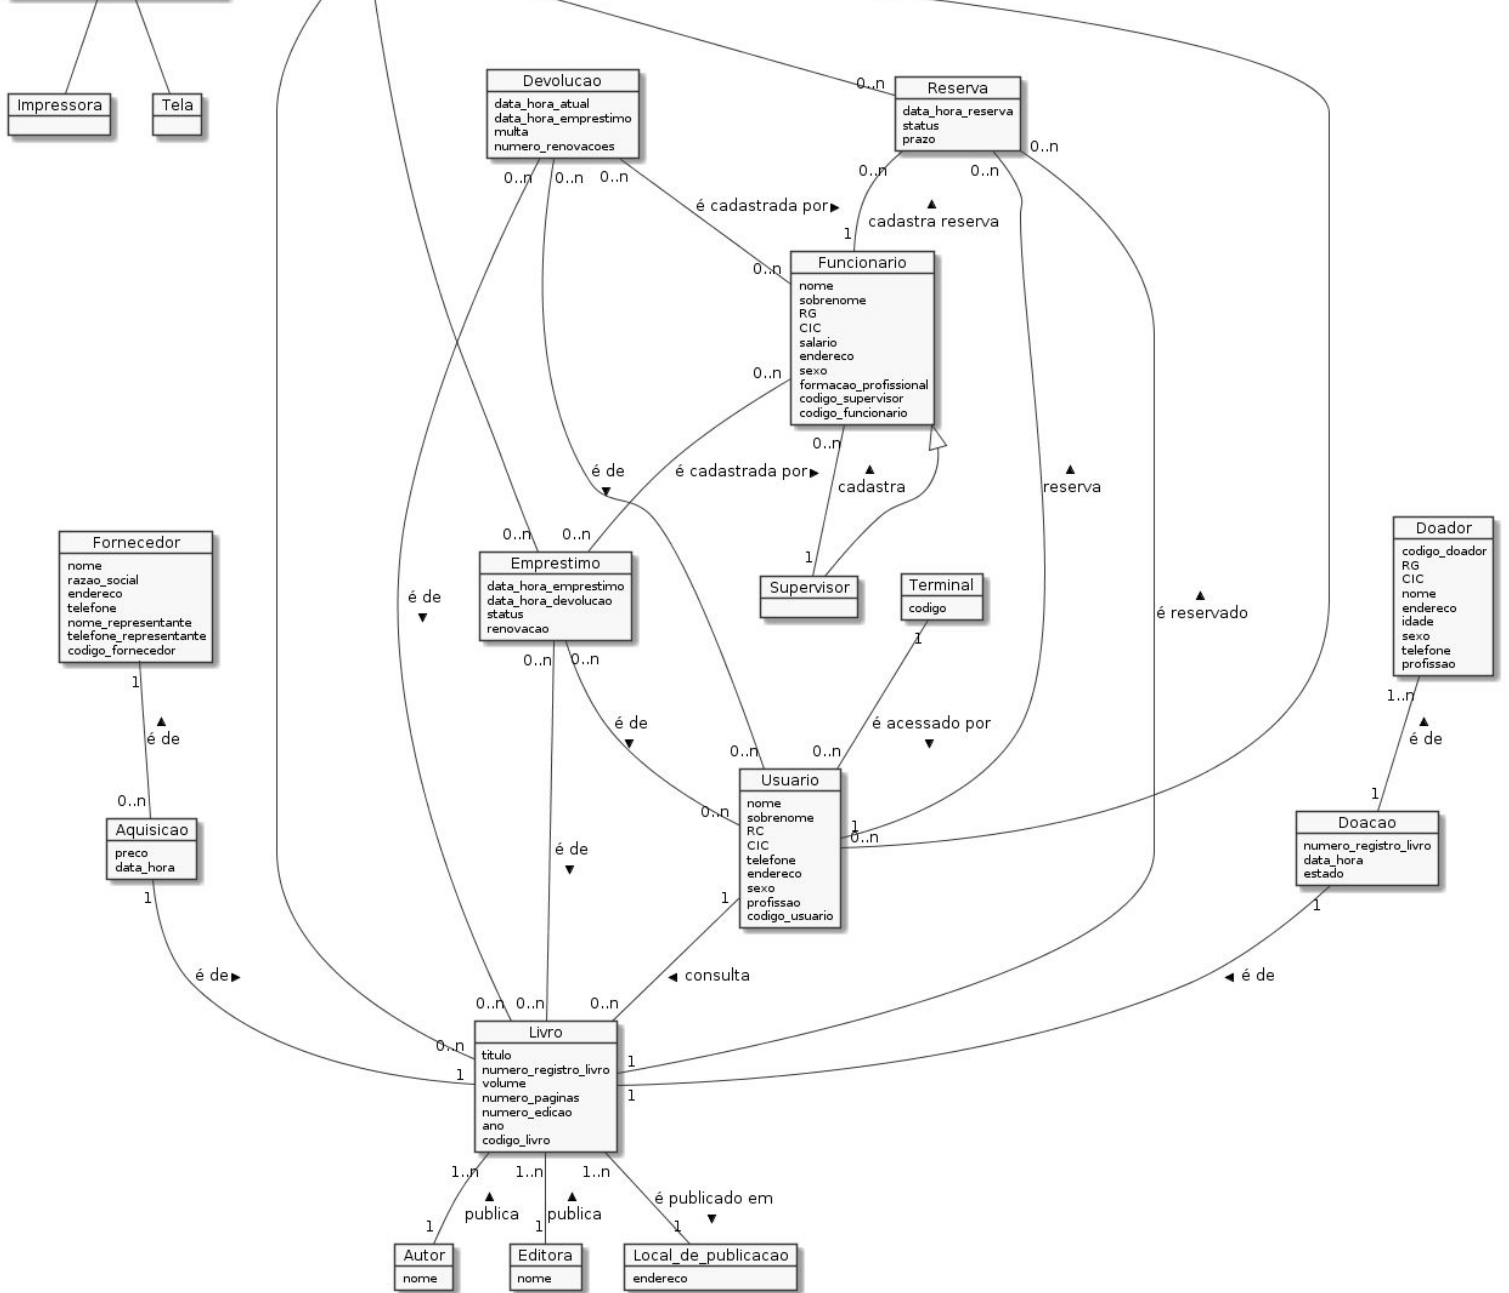 Impressora
Tela
Devolucao
data_hora_atual
data_hora_emprestimo
multa
numero_renovacoes
0..n
Reserva
data_hora_reserva
status
prazo
0..n
0..n
0..n
0..n
0..n
0..n
é cadastrada por ▶
▲
cadastra reserva
1
0..n
Funcionario
nome
sobrenome
RG
CIC
salario
endereco
sexo
formacao_profissional
codigo_supervisor
codigo_funcionario
0..n
0..n
é de
▼
é cadastrada por ▶
▲
cadastra
▲
reserva
0..n
0..n
1
Fornecedor
nome
razao_social
endereco
telefone
nome_representante
telefone_representante
codigo_fornecedor
é de
▼
Emprestimo
data_hora_emprestimo
data_hora_devolucao
status
renovacao
Supervisor
Terminal
codigo
▲
é reservado
Doador
codigo_doador
RG
CIC
nome
endereco
idade
sexo
telefone
profissao
1
0..n
0..n
1
1..n
▲
é de
é de
▼
é acessado por
▼
▲
é de
0..n
0..n
0..n
0..n
1
Aquisicao
preco
data_hora
é de
▼
Usuario
nome
sobrenome
RC
CIC
telefone
endereco
sexo
profissao
codigo_usuario
1
0..n
Doacao
numero_registro_livro
data_hora
estado
1
1
1
é de ▶
◀ consulta
◀ é de
0..n
0..n
0..n
0..n
1
Livro
titulo
numero_registro_livro
volume
numero_paginas
numero_edicao
ano
codigo_livro
1
1
1..n
1..n
1..n
▲
publica
▲
publica
é publicado em
▼
1
1
1
Autor
nome
Editora
nome
Local_de_publicacao
endereco